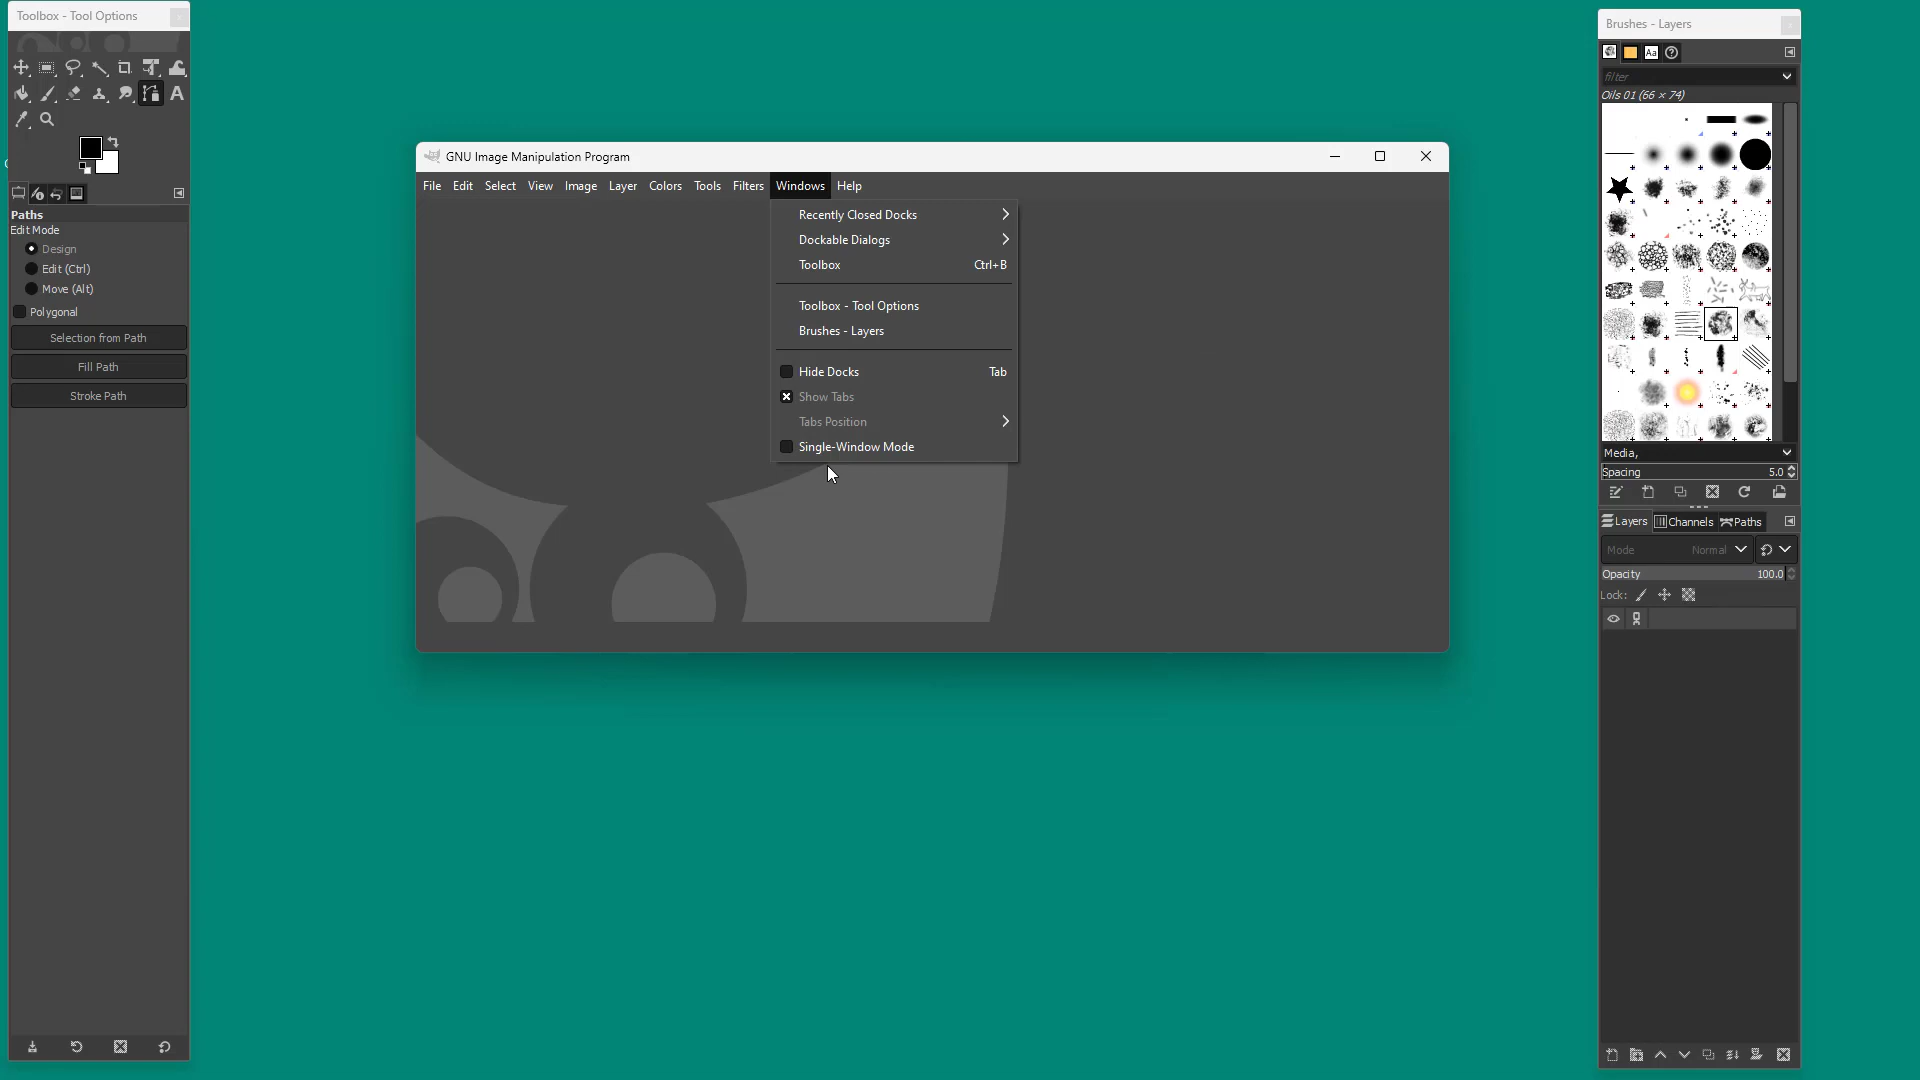 Toolbox - Tool Options
Paths
Edit Mode
Design
Edit (Ctrl)
Move (Alt)
Polygonal
Selection from Path
Fill Path
Stroke Path
GNU Image Manipulation Program
File Edit Select View Image Layer Colors Tools Filters Windows Help
Recently Closed Docks
Dockable Dialogs
Toolbox Ctrl+B
Toolbox - Tool Options
Brushes - Layers
Hide Docks Tab
Show Tabs
Tabs Position
Single-Window Mode
Brushes - Layers
Aa
filter
Oils 01 (66 × 74)
Media,
Spacing 5.0
Layers Channels Paths
Mode Normal
Opacity 100.0
Lock: